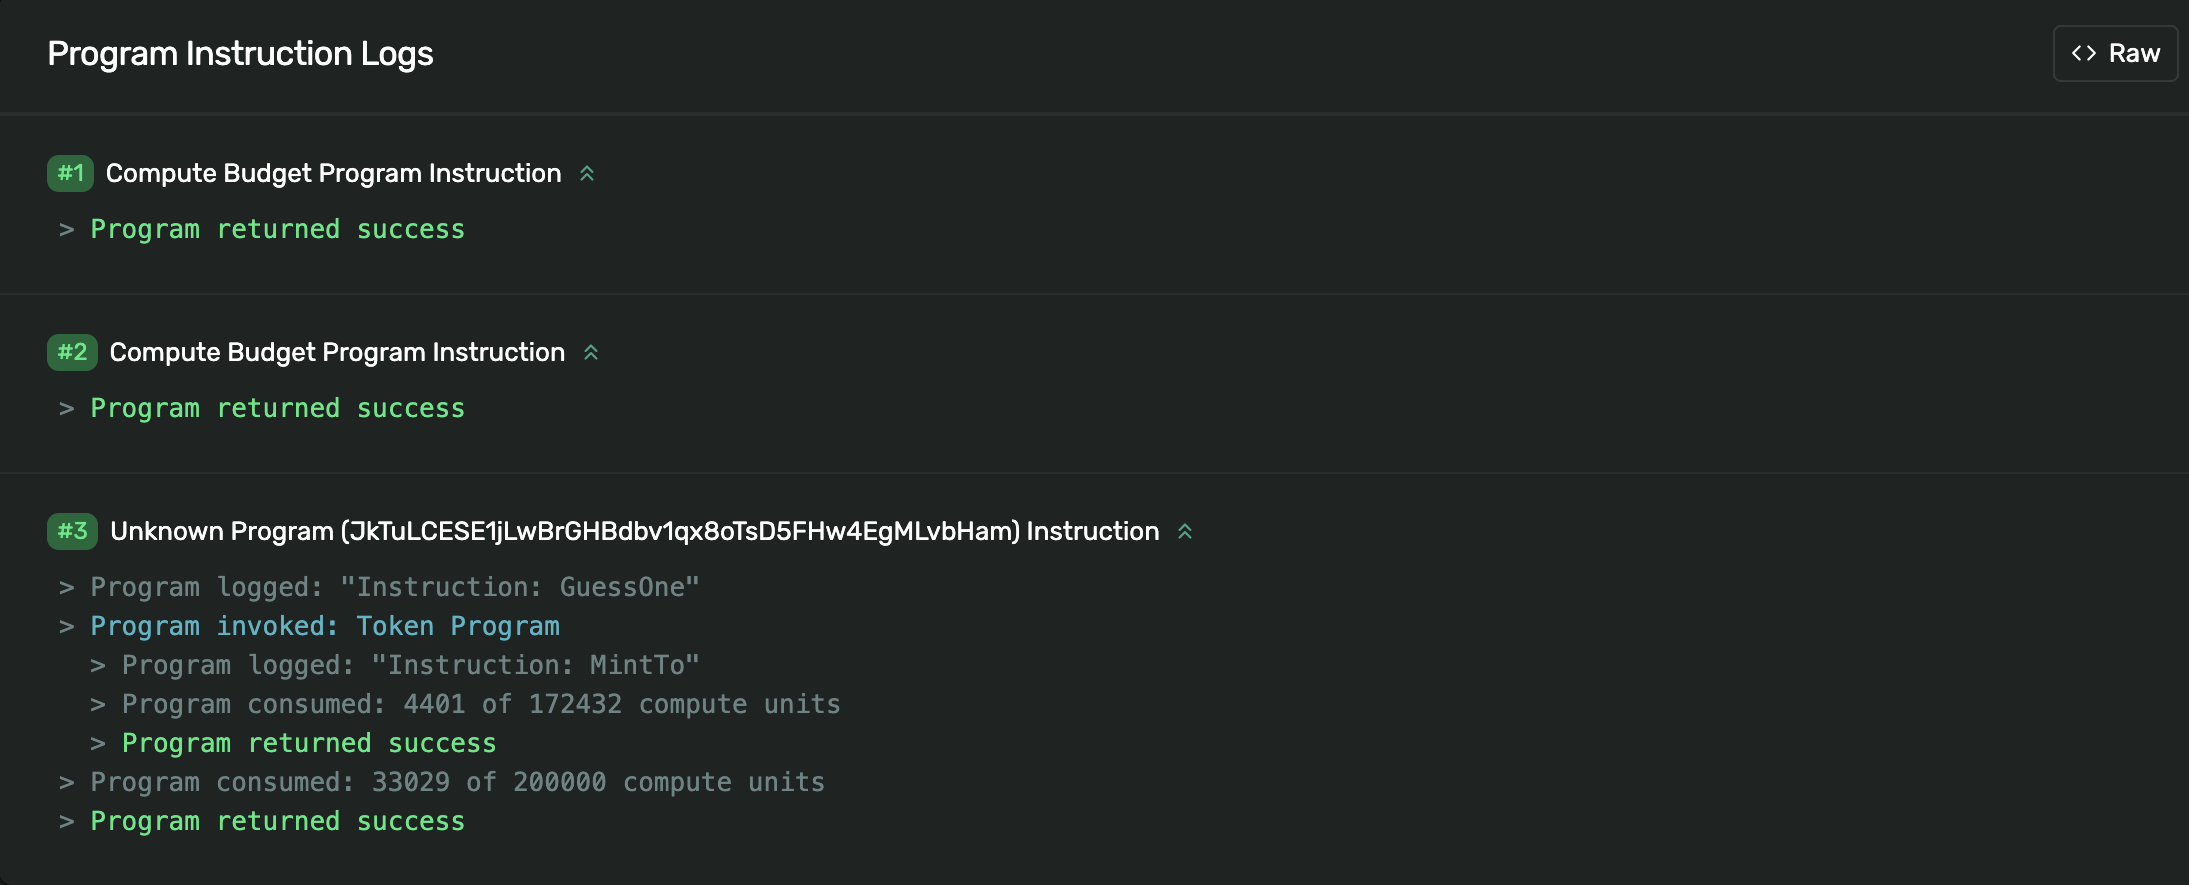 Program Instruction Logs
<> Raw
#1 Compute Budget Program Instruction
> Program returned success
#2 Compute Budget Program Instruction
> Program returned success
#3 Unknown Program (JkTuLCESE1jLwBrGHBdbv1qx8oTsD5FHw4EgMLvbHam) Instruction
> Program logged: "Instruction: GuessOne"
> Program invoked: Token Program
> Program logged: "Instruction: MintTo"
> Program consumed: 4401 of 172432 compute units
> Program returned success
> Program consumed: 33029 of 200000 compute units
> Program returned success